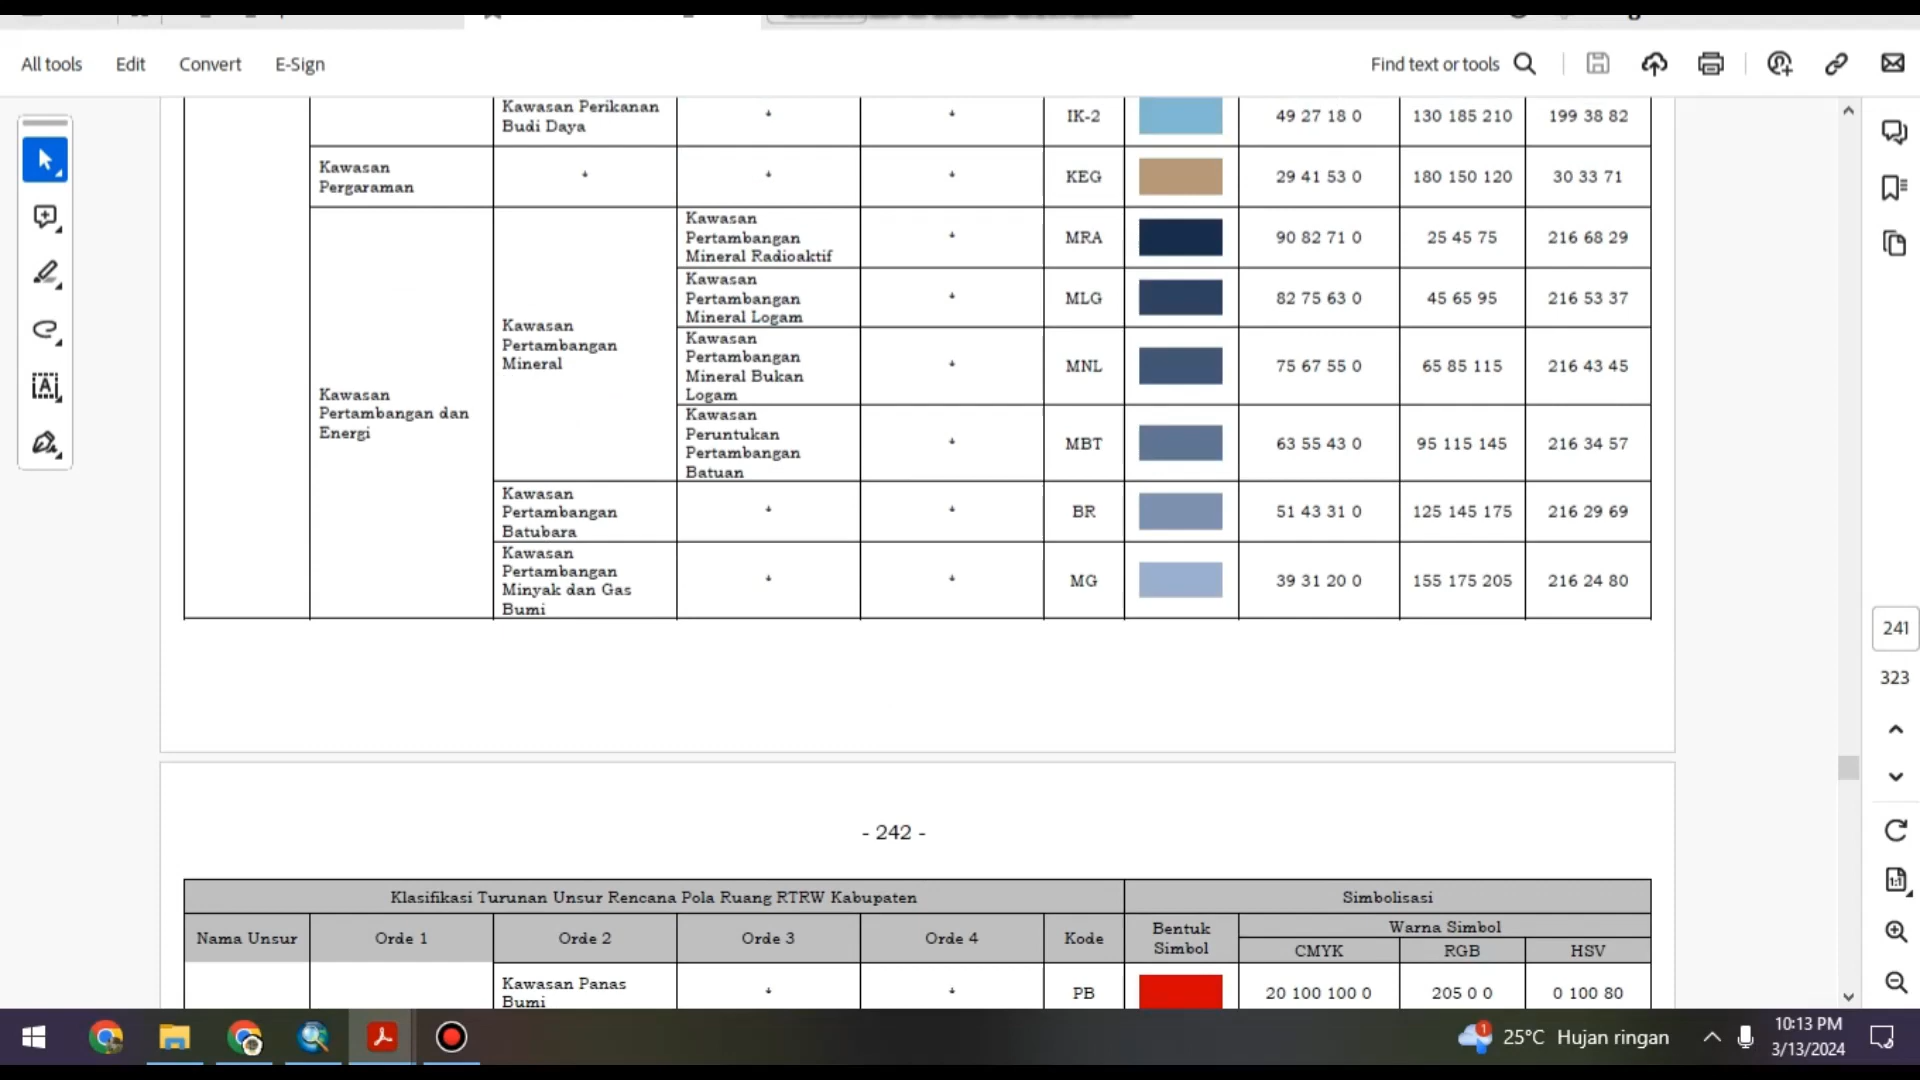 All tools Edit Convert E-Sign Find text or tools
Kawasan Perikanan
Budi Daya
IK-2 49 27 18 0 130 185 210 199 38 82
Kawasan
Pergaraman
KEG 29 41 53 0 180 150 120 30 33 71
Kawasan
Pertambangan dan
Energi
Kawasan
Pertambangan
Mineral
Kawasan
Pertambangan
Mineral Radioaktif
MRA 90 82 71 0 25 45 75 216 68 29
Kawasan
Pertambangan
Mineral Logam
MLG 82 75 63 0 45 65 95 216 53 37
Kawasan
Pertambangan
Mineral Bukan
Logam
MNL 75 67 55 0 65 85 115 216 43 45
Kawasan
Peruntukan
Pertambangan
Batuan
MBT 63 55 43 0 95 115 145 216 34 57
Kawasan
Pertambangan
Batubara
BR 51 43 31 0 125 145 175 216 29 69
Kawasan
Pertambangan
Minyak dan Gas
Bumi
MG 39 31 20 0 155 175 205 216 24 80
241
323
- 242 -
Klasifikasi Turunan Unsur Rencana Pola Ruang RTRW Kabupaten Simbolisasi
Nama Unsur Orde 1 Orde 2 Orde 3 Orde 4 Kode
Bentuk
Simbol
Warna Simbol
CMYK RGB HSV
Kawasan Panas
Bumi
PB 20 100 100 0 205 0 0 0 100 80
1:1
1
25°C Hujan ringan
10:13 PM
3/13/2024